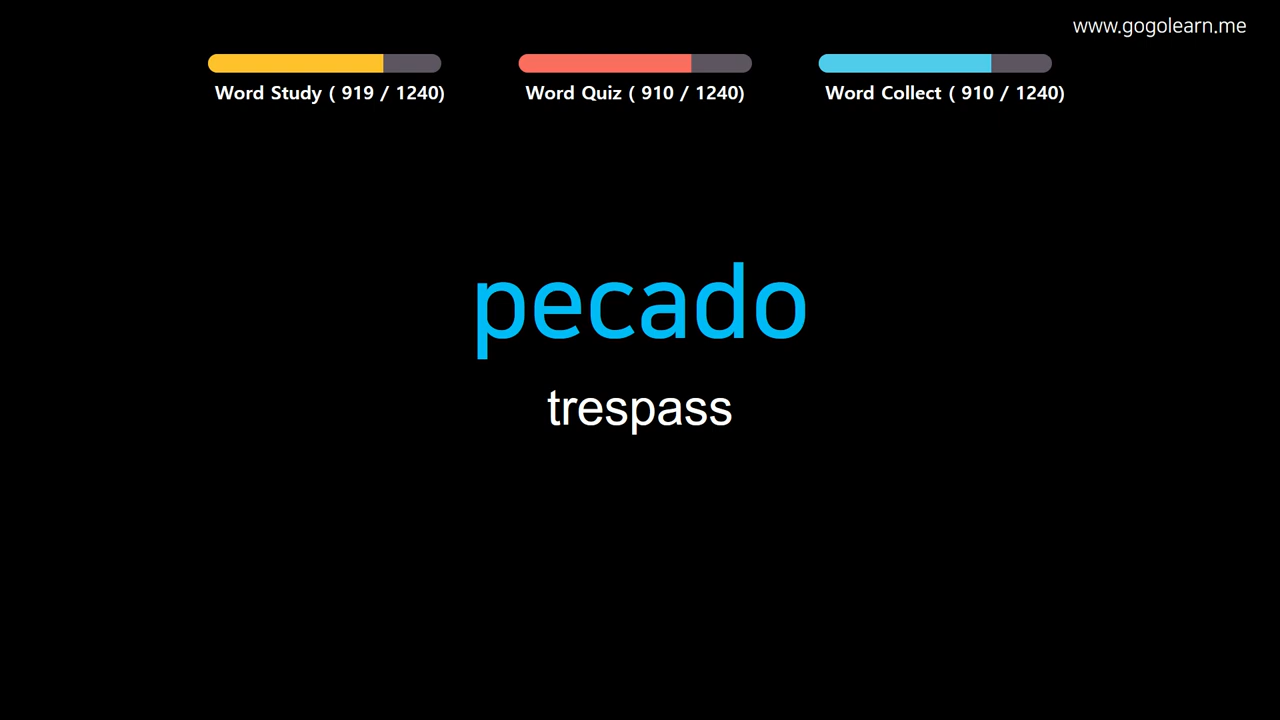 www.gogolearn.me
Word Study ( 919 / 1240)
Word Quiz ( 910 / 1240)
Word Collect ( 910 / 1240)
pecado
trespass